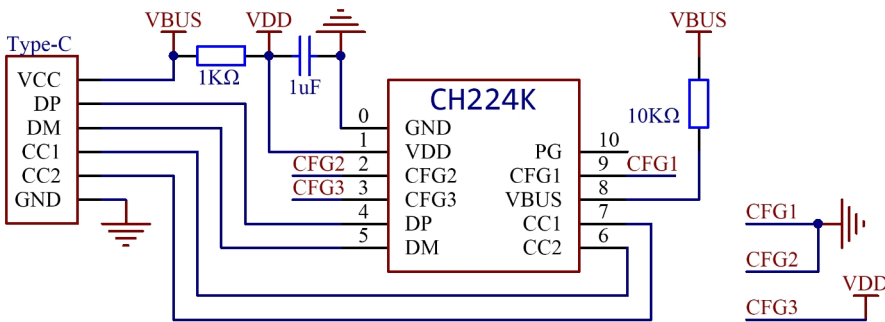 VBUS
VDD
VBUS
Type-C
1KΩ
1uF
VCC
DP
DM
CC1
CC2
GND
CH224K
10KΩ
0
GND
1
VDD
PG
10
CFG2
2
CFG2
CFG1
9
CFG1
CFG3
3
CFG3
VBUS
8
4
DP
CC1
7
5
DM
CC2
6
CFG1
CFG2
VDD
CFG3